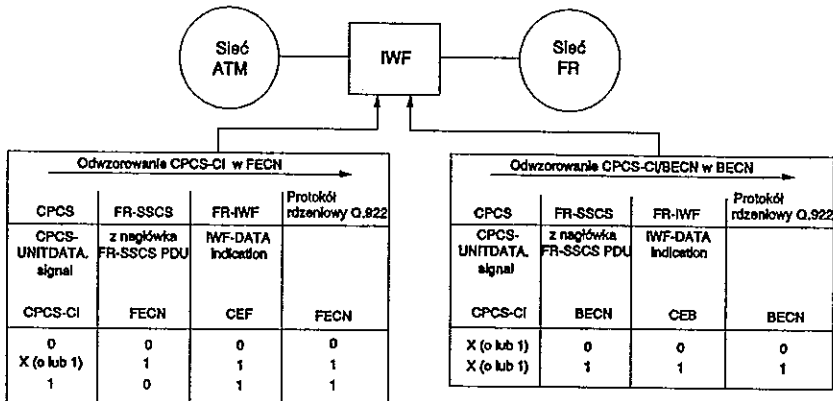 Sieć
ATM
IWF
Sieć
FR
Odwzorowanie CPCS-CI w FECN
CPCS FR-SSCS FR-IWF Protokół rdzeniowy Q.922
CPCS-UNITDATA. signal z nagłówka FR-SSCS PDU IWF-DATA Indication
CPCS-CI FECN CEF FECN
0 0 0 0
X (o lub 1) 1 1 1
1 0 1 1
Odwzorowanie CPCS-CI/BECN w BECN
CPCS FR-SSCS FR-IWF Protokół rdzeniowy Q.922
CPCS-UNITDATA. signal z nagłówka FR-SSCS PDU IWF-DATA Indication
CPCS-CI BECN CEB BECN
X (o lub 1) 0 0 0
X (o lub 1) 1 1 1